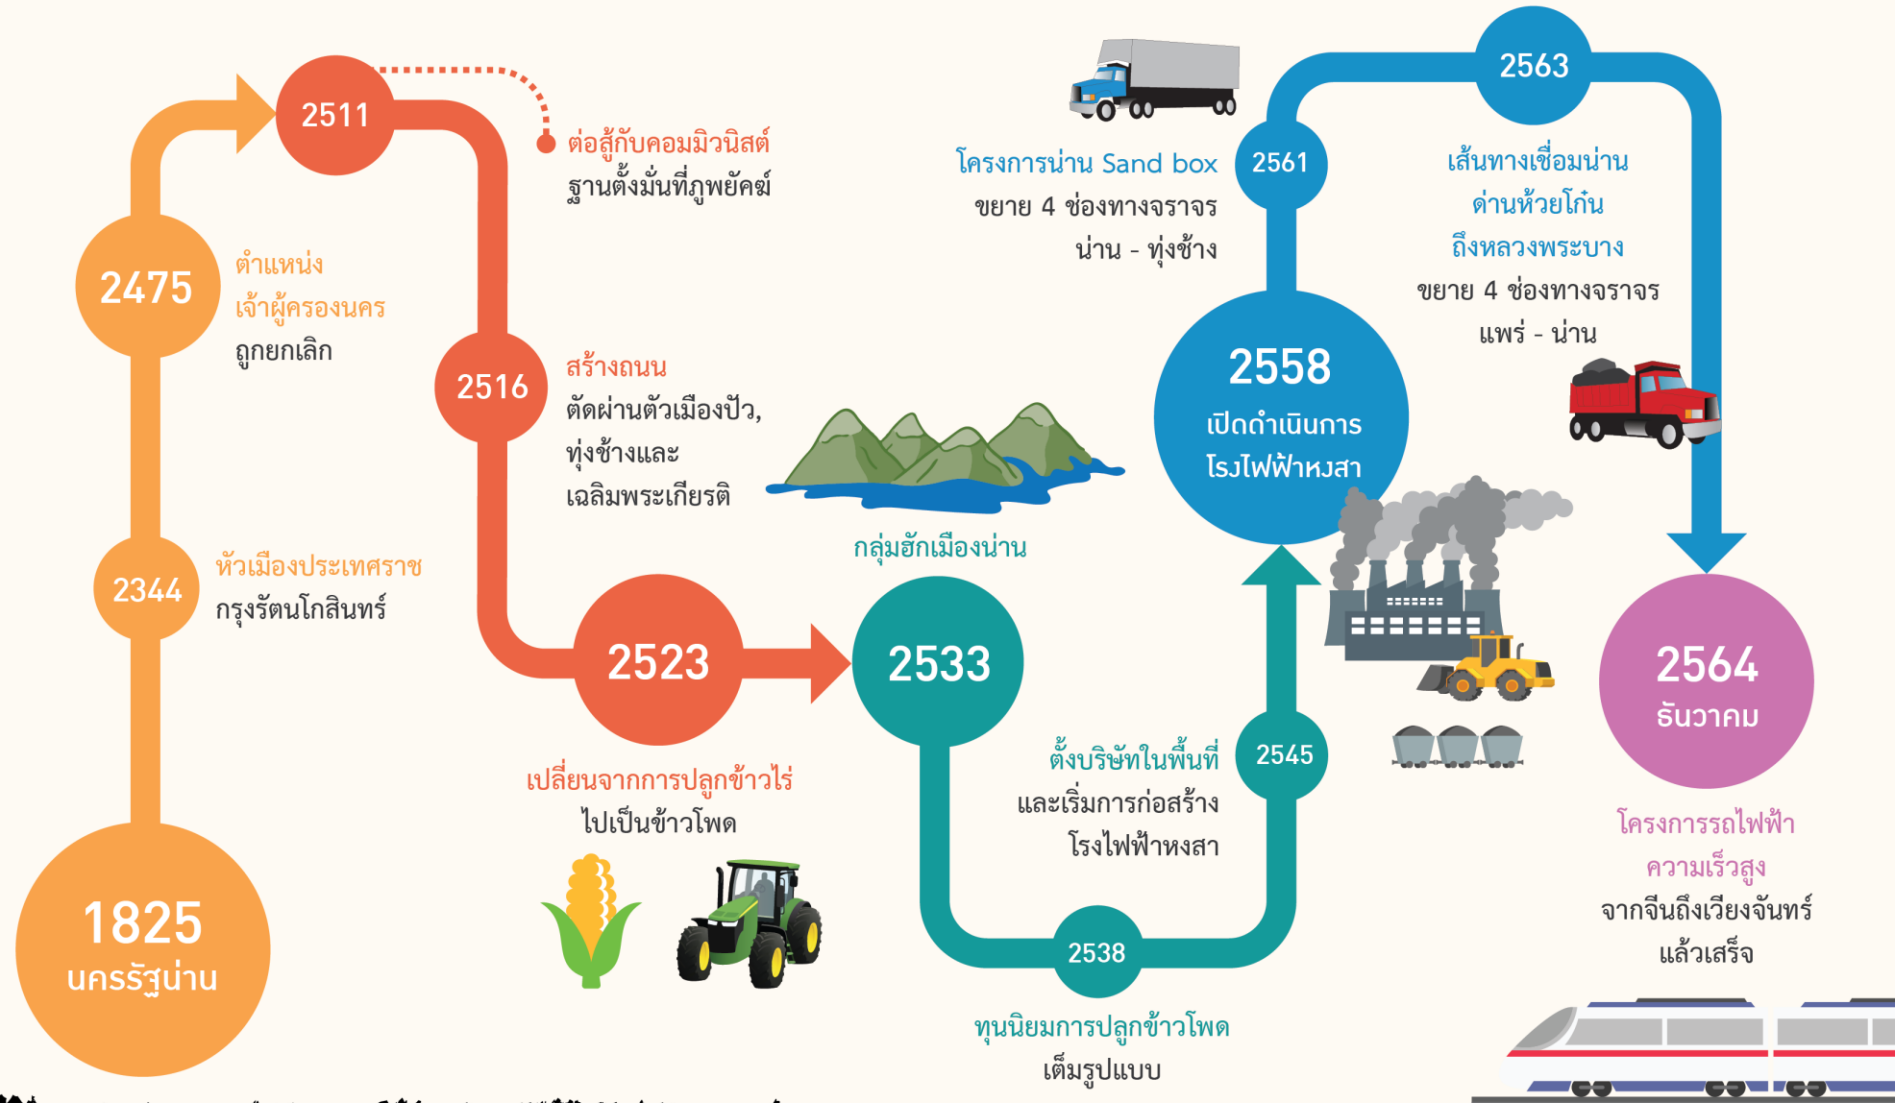 1825
นครรัฐน่าน
2344
หัวเมืองประเทศราช
กรุงรัตนโกสินทร์
2475
ตำแหน่ง
เจ้าผู้ครองนคร
ถูกยกเลิก
2511
ต่อสู้กับคอมมิวนิสต์
ฐานตั้งมั่นที่ภูพยัคฆ์
2516
สร้างถนน
ตัดผ่านตัวเมืองปัว,
ทุ่งช้างและ
เฉลิมพระเกียรติ
2523
เปลี่ยนจากการปลูกข้าวไร่
ไปเป็นข้าวโพด
กลุ่มฮักเมืองน่าน
2533
2538
ทุนนิยมการปลูกข้าวโพด
เต็มรูปแบบ
2545
ตั้งบริษัทในพื้นที่
และเริ่มการก่อสร้าง
โรงไฟฟ้าหงสา
2558
เปิดดำเนินการ
โรงไฟฟ้าหงสา
2561
โครงการน่าน Sand box
ขยาย 4 ช่องทางจราจร
น่าน - ทุ่งช้าง
2563
เส้นทางเชื่อมน่าน
ด่านห้วยโก๋น
ถึงหลวงพระบาง
ขยาย 4 ช่องทางจราจร
แพร่ - น่าน
2564
ธันวาคม
โครงการรถไฟฟ้า
ความเร็วสูง
จากจีนถึงเวียงจันทร์
แล้วเสร็จ